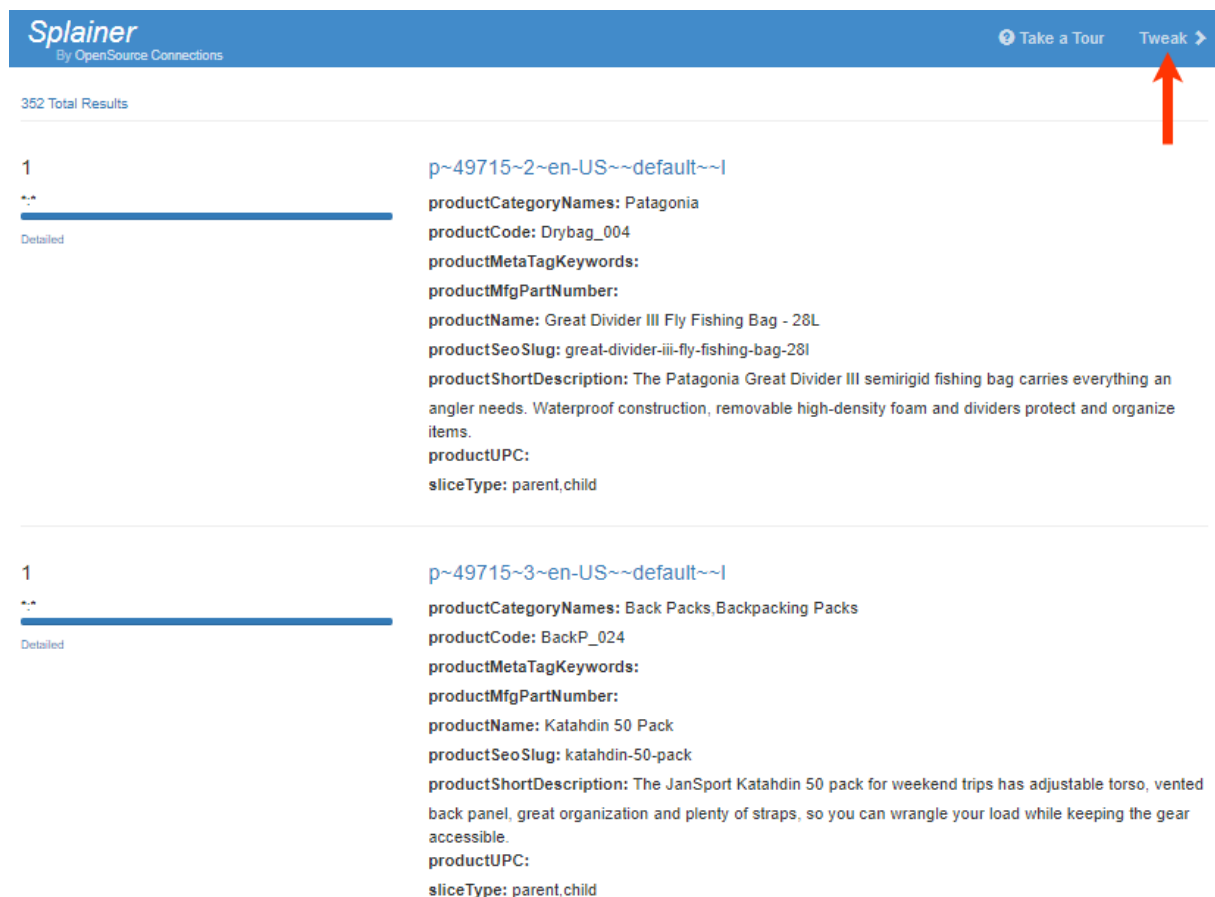 Splainer
By OpenSource Connections
Take a Tour
Tweak
352 Total Results
1
*:*
Detailed
p~49715~2~en-US~~default~~l
productCategoryNames: Patagonia
productCode: Drybag_004
productMetaTagKeywords:
productMfgPartNumber:
productName: Great Divider III Fly Fishing Bag - 28L
productSeoSlug: great-divider-iii-fly-fishing-bag-28l
productShortDescription: The Patagonia Great Divider III semirigid fishing bag carries everything an
angler needs. Waterproof construction, removable high-density foam and dividers protect and organize
items.
productUPC:
sliceType: parent,child
1
*:*
Detailed
p~49715~3~en-US~~default~~l
productCategoryNames: Back Packs,Backpacking Packs
productCode: BackP_024
productMetaTagKeywords:
productMfgPartNumber:
productName: Katahdin 50 Pack
productSeoSlug: katahdin-50-pack
productShortDescription: The JanSport Katahdin 50 pack for weekend trips has adjustable torso, vented
back panel, great organization and plenty of straps, so you can wrangle your load while keeping the gear
accessible.
productUPC:
sliceType: parent,child